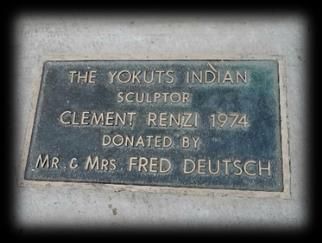 THE YOKUTS INDIAN
SCULPTOR
CLEMENT RENZI 1974
DONATED BY
MR. & MRS. FRED DEUTSCH